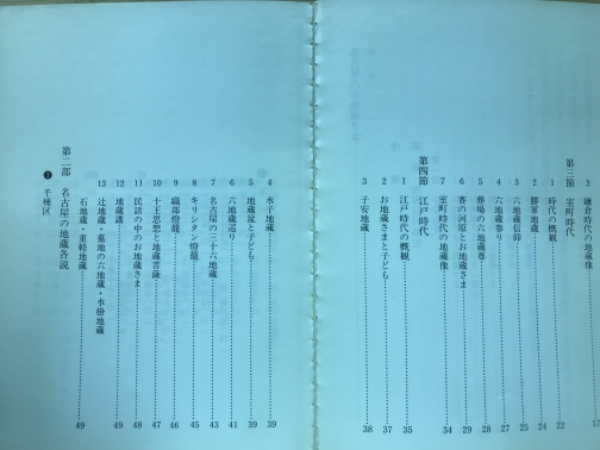 3 鎌倉時代の地蔵像……17
第三節 室町時代
1 時代の概観……22
2 勝軍地蔵……24
3 六地蔵信仰……25
4 六地蔵参り……27
5 葬場の六地蔵尊……28
6 賽の河原とお地蔵さま……29
7 室町時代の地蔵像……34
第四節 江戸時代
1 江戸時代の概観……35
2 お地蔵さまと子ども……37
3 子安地蔵……38
4 水子地蔵……39
5 地蔵盆と子ども……39
6 六地蔵巡り……41
7 名古屋の三十六地蔵……43
8 キリシタン燈籠……45
9 織部燈籠……46
10 十王思想と地蔵菩薩……47
11 民話の中のお地蔵さま……48
12 地蔵講……49
13 辻地蔵・墓地の六地蔵・水掛地蔵
石地蔵・重軽地蔵……49
第二部 名古屋の地蔵各説
❶ 千種区